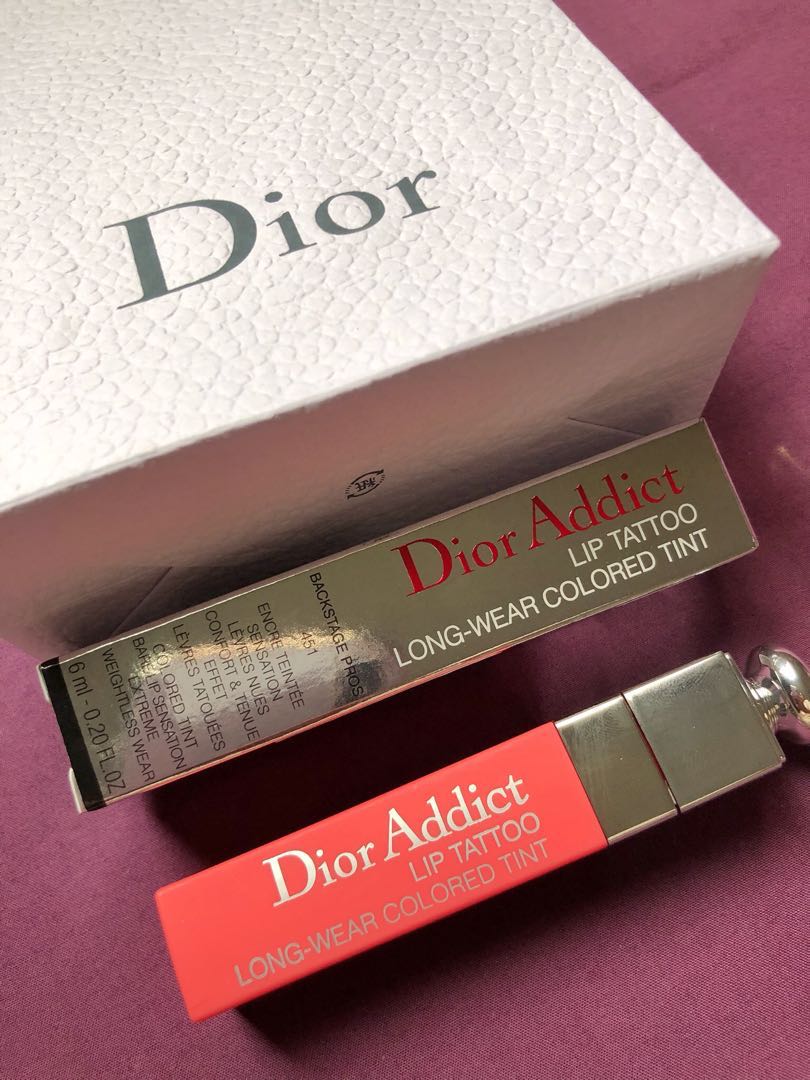 Dior
Dior Addict
LIP TATTOO
LONG-WEAR COLORED TINT
BACKSTAGE PROS
451
ENCRE TEINTÉE
SENSATION
LÈVRES NUES
CONFORT & TENUE
EFFET
LÈVRES TATOUÉES
COLORED TINT
BARE LIP SENSATION
EXTREME
WEIGHTLESS WEAR
6 ml - 0.20 FL.OZ
Dior Addict
LIP TATTOO
LONG-WEAR COLORED TINT